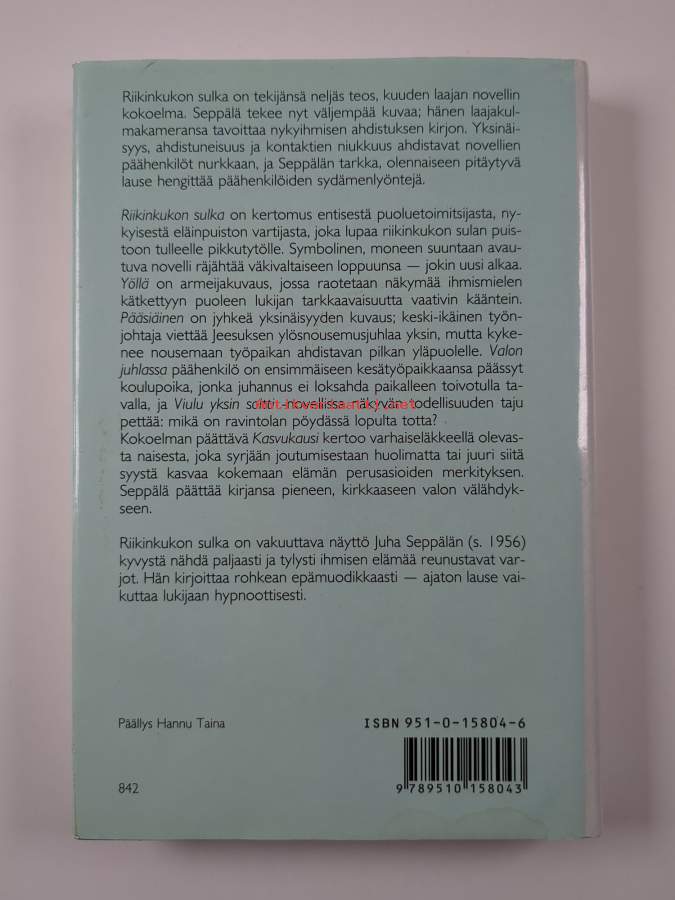 Riikinkukon sulka on tekijänsä neljäs teos, kuuden laajan novellin
kokoelma. Seppälä tekee nyt väljempää kuvaa; hänen laajakul-
makameransa tavoittaa nykyihmisen ahdistuksen kirjon. Yksinäi-
syys, ahdistuneisuus ja kontaktien niukkuus ahdistavat novellien
päähenkilöt nurkkaan, ja Seppälän tarkka, olennaiseen pitäytyvä
lause hengittää päähenkilöiden sydämenlyöntejä.
Riikinkukon sulka on kertomus entisestä puoluetoimitsijasta, ny-
kyisestä eläinpuiston vartijasta, joka lupaa riikinkukon sulan puis-
toon tulleelle pikkutytölle. Symbolinen, moneen suuntaan avau-
tuva novelli räjähtää väkivaltaiseen loppuunsa — jokin uusi alkaa.
Yöllä on armeijakuvaus, jossa raotetaan näkymää ihmismielen
kätkettyyn puoleen lukijan tarkkaavaisuutta vaativin kääntein.
Pääsiäinen on jyhkeä yksinäisyyden kuvaus; keski-ikäinen työn-
johtaja viettää Jeesuksen ylösnousemusjuhlaa yksin, mutta kyke-
nee nousemaan työpaikan ahdistavan pilkan yläpuolelle. Valon
juhlassa päähenkilö on ensimmäiseen kesätyöpaikkaansa päässyt
koulupoika, jonka juhannus ei loksahda paikalleen toivotulla ta-
valla, ja Viulu yksin soitti -novellissa näkyvän todellisuuden taju
pettää: mikä on ravintolan pöydässä lopulta totta?
Kokoelman päättävä Kasvukausi kertoo varhaiseläkkeellä olevas-
ta naisesta, joka syrjään joutumisestaan huolimatta tai juuri siitä
syystä kasvaa kokemaan elämän perusasioiden merkityksen.
Seppälä päättää kirjansa pieneen, kirkkaaseen valon välähdyk-
seen.
Riikinkukon sulka on vakuuttava näyttö Juha Seppälän (s. 1956)
kyvystä nähdä paljaasti ja tylysti ihmisen elämää reunustavat var-
jot. Hän kirjoittaa rohkean epämuodikkaasti — ajaton lause vai-
kuttaa lukijaan hypnoottisesti.
Päällys Hannu Taina
ISBN 951-0-15804-6
842
9 789510 158043